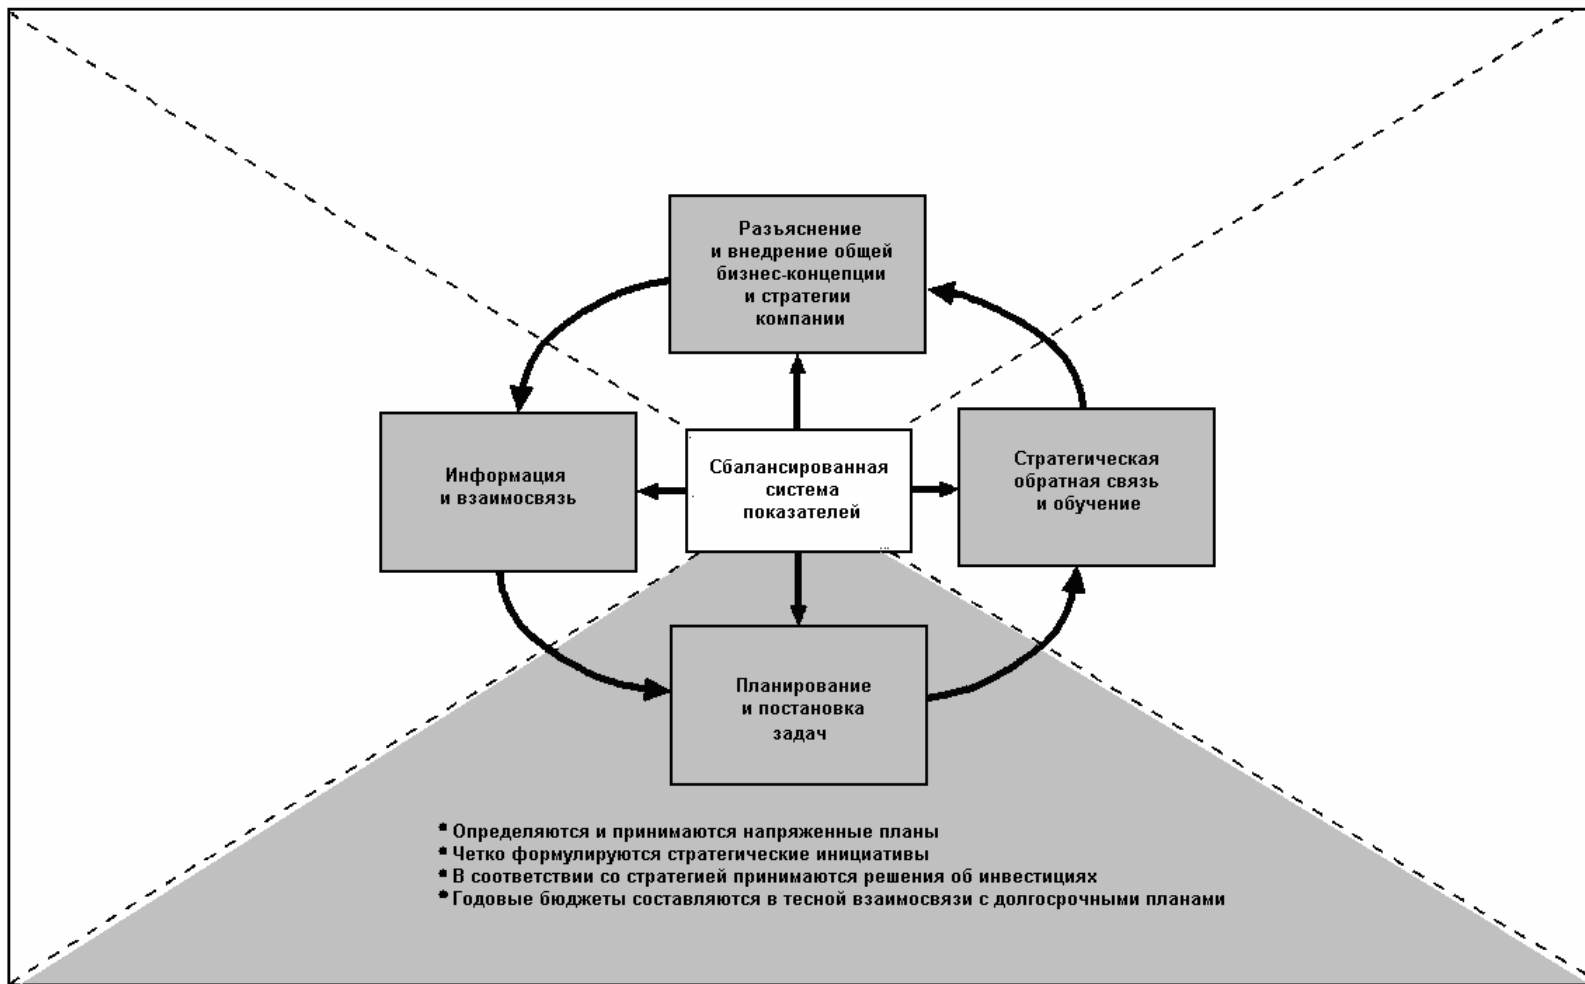 Разъяснение
и внедрение общей
бизнес-концепции
и стратегии
компании
Информация
и взаимосвязь
Сбалансированная
система
показателей
Стратегическая
обратная связь
и обучение
Планирование
и постановка
задач
* Определяются и принимаются напряженные планы
* Четко формулируются стратегические инициативы
* В соответствии со стратегией принимаются решения об инвестициях
* Годовые бюджеты составляются в тесной взаимосвязи с долгосрочными планами